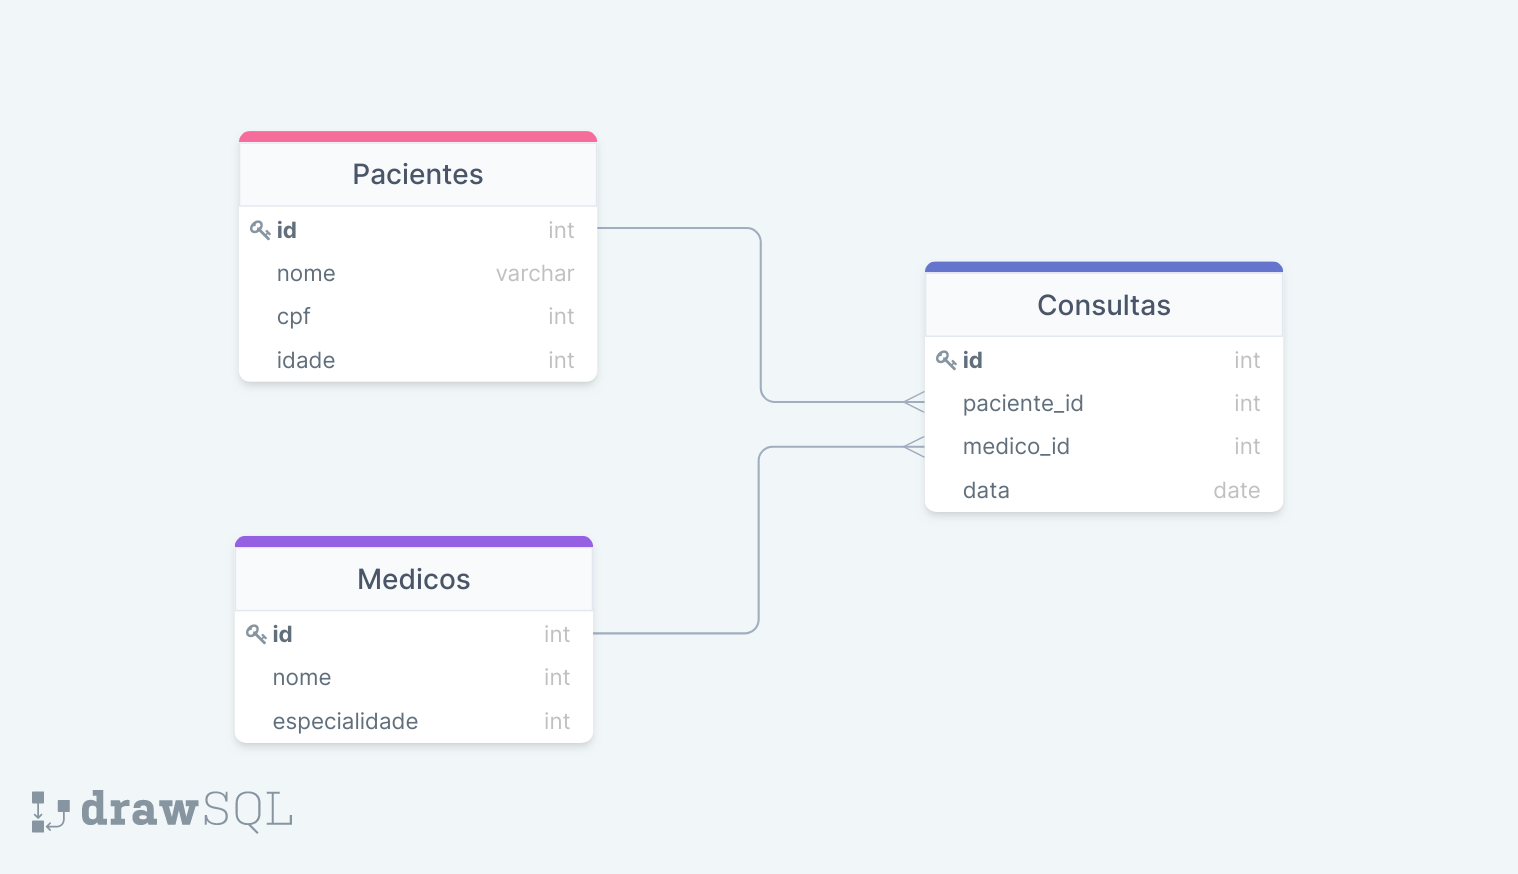 Pacientes
id int
nome varchar
cpf int
idade int
Consultas
id int
paciente_id int
medico_id int
data date
Medicos
id int
nome int
especialidade int
drawSQL